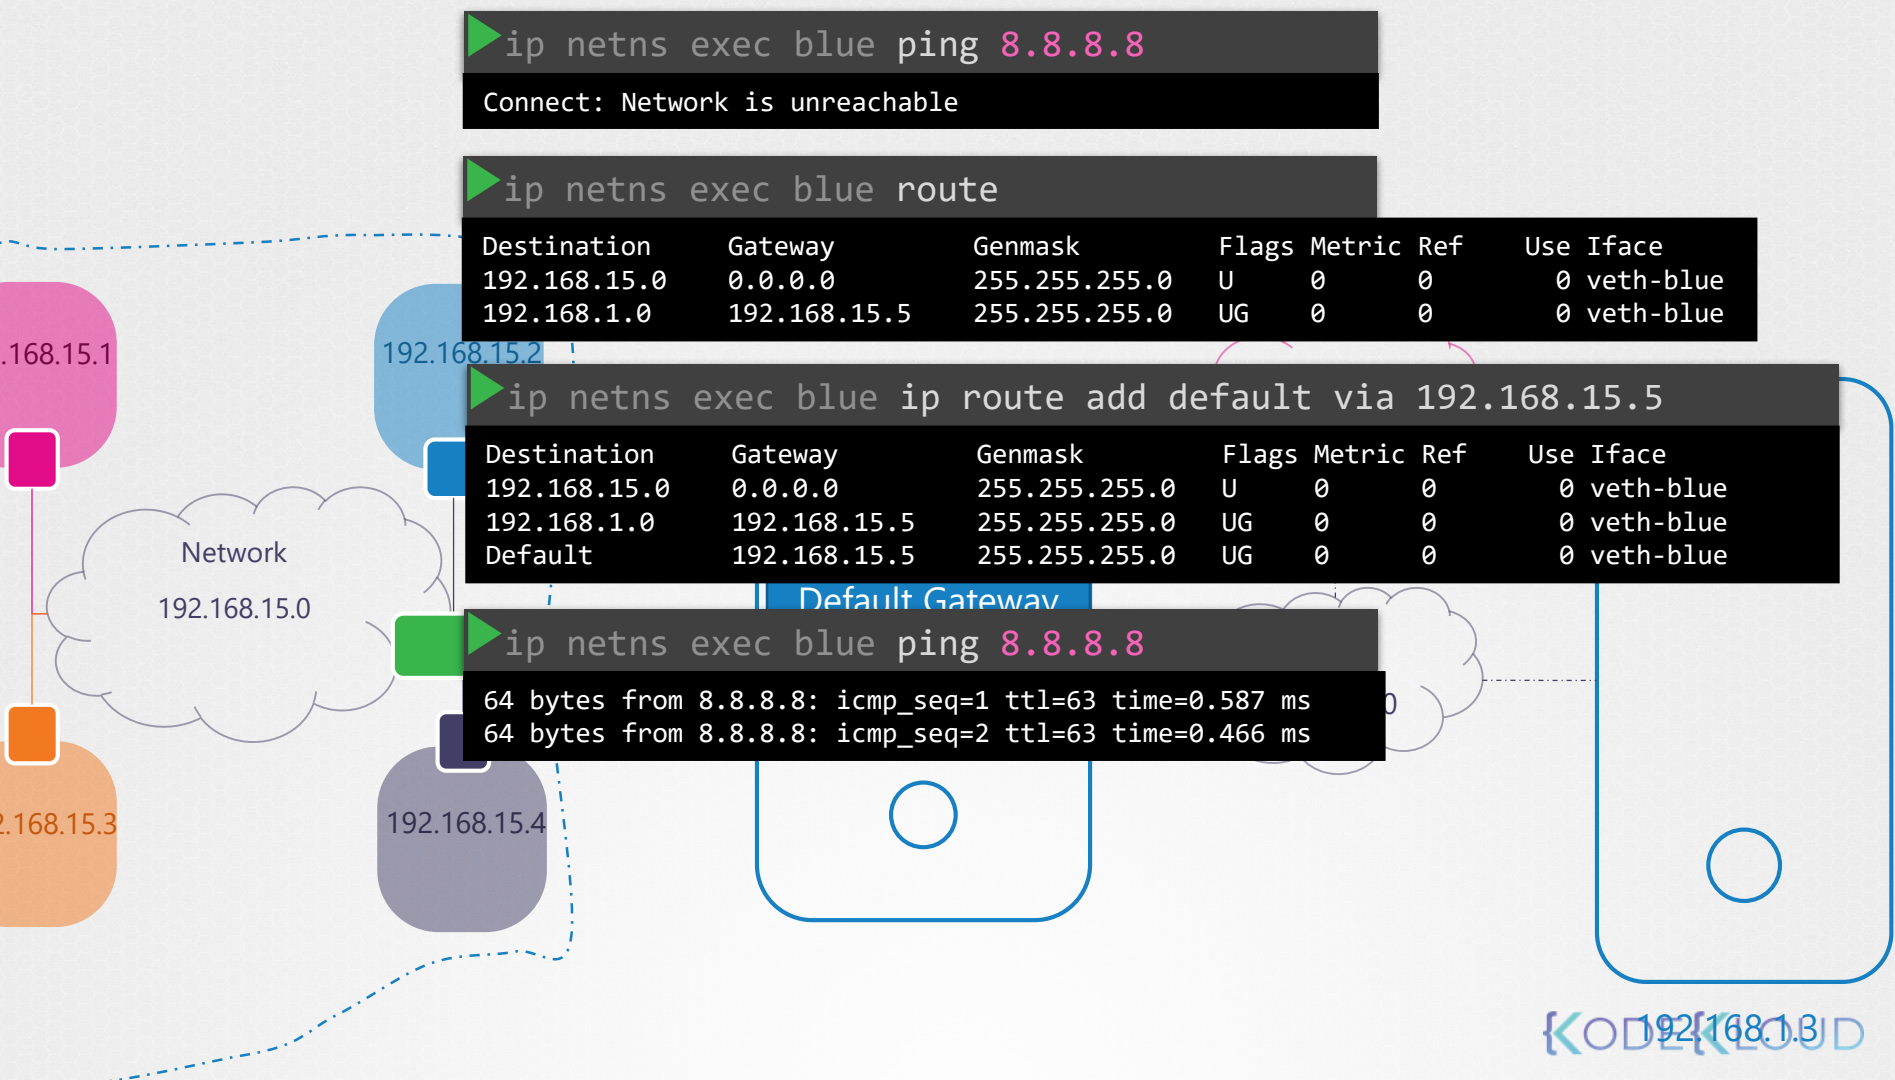 ip netns exec blue ping 8.8.8.8
Connect: Network is unreachable
ip netns exec blue route
Destination Gateway Genmask Flags Metric Ref Use Iface
192.168.15.0 0.0.0.0 255.255.255.0 U 0 0 0 veth-blue
192.168.1.0 192.168.15.5 255.255.255.0 UG 0 0 0 veth-blue
.168.15.1
192.168.15.2
ip netns exec blue ip route add default via 192.168.15.5
Destination Gateway Genmask Flags Metric Ref Use Iface
192.168.15.0 0.0.0.0 255.255.255.0 U 0 0 0 veth-blue
192.168.1.0 192.168.15.5 255.255.255.0 UG 0 0 0 veth-blue
Default 192.168.15.5 255.255.255.0 UG 0 0 0 veth-blue
Network
192.168.15.0
Default Gateway
ip netns exec blue ping 8.8.8.8
64 bytes from 8.8.8.8: icmp_seq=1 ttl=63 time=0.587 ms
64 bytes from 8.8.8.8: icmp_seq=2 ttl=63 time=0.466 ms
0
2.168.15.3
192.168.15.4
192.168.1.3
KODEKLOUD